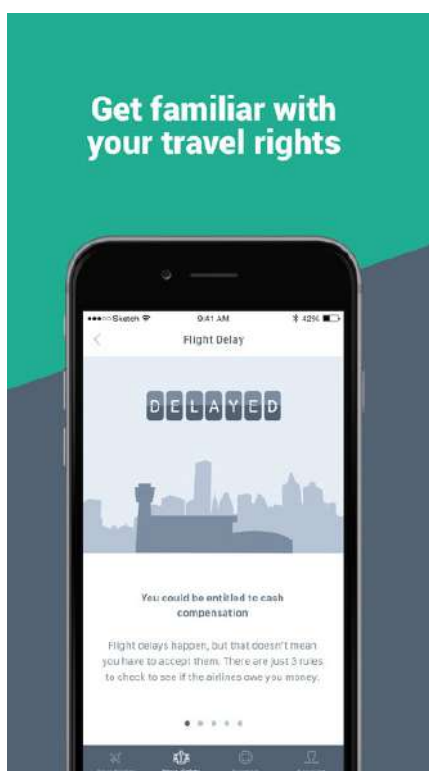 Get familiar with
your travel rights
Sketch 9:41 AM 42%
Flight Delay
DELAYED
You could be entitled to cash
compensation
Flight delays happen, but that doesn't mean
you have to accept them. There are just 3 rules
to check to see if the airlines owe you money.